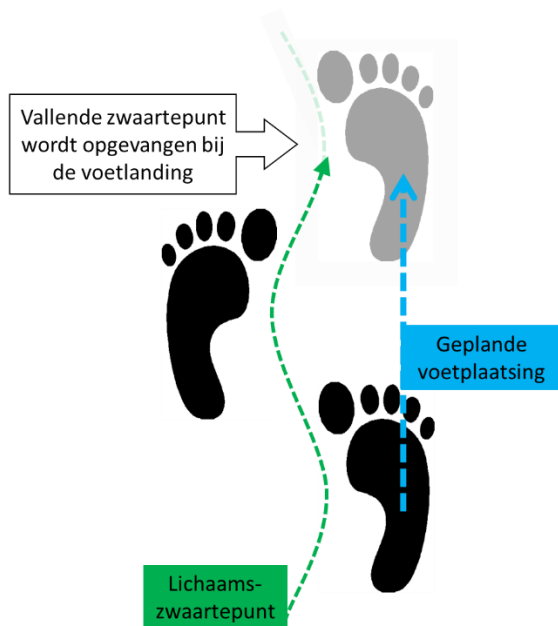 Vallende zwaartepunt
wordt opgevangen bij
de voetlanding
Geplande
voetplaatsing
Lichaams-
zwaartepunt